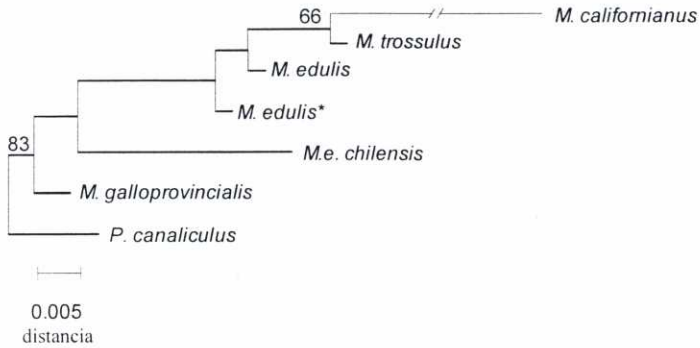 66
M. californianus
M. trossulus
M. edulis
M. edulis*
83
M.e. chilensis
M. galloprovincialis
P. canaliculus
0.005
distancia